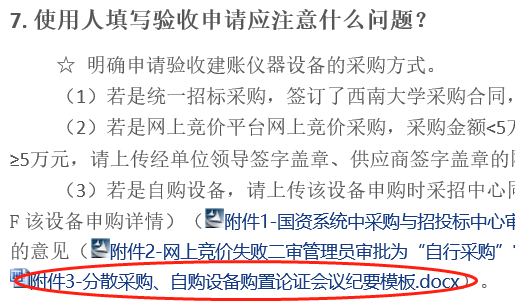 7. 使用人填写验收申请应注意什么问题？
☆ 明确申请验收建账仪器设备的采购方式。
（1）若是统一招标采购，签订了西南大学采购合同，
（2）若是网上竞价平台网上竞价采购，采购金额<5万
≥5万元，请上传经单位领导签字盖章、供应商签字盖章的
（3）若是自购设备，请上传该设备申购时采招中心同
F 该设备申购详情）（附件1-国资系统中采购与招投标中心审
的意见（附件2-网上竞价失败二审管理员审批为“自行采购”
附件3-分散采购、自购设备购置论证会议纪要模板.docx）。